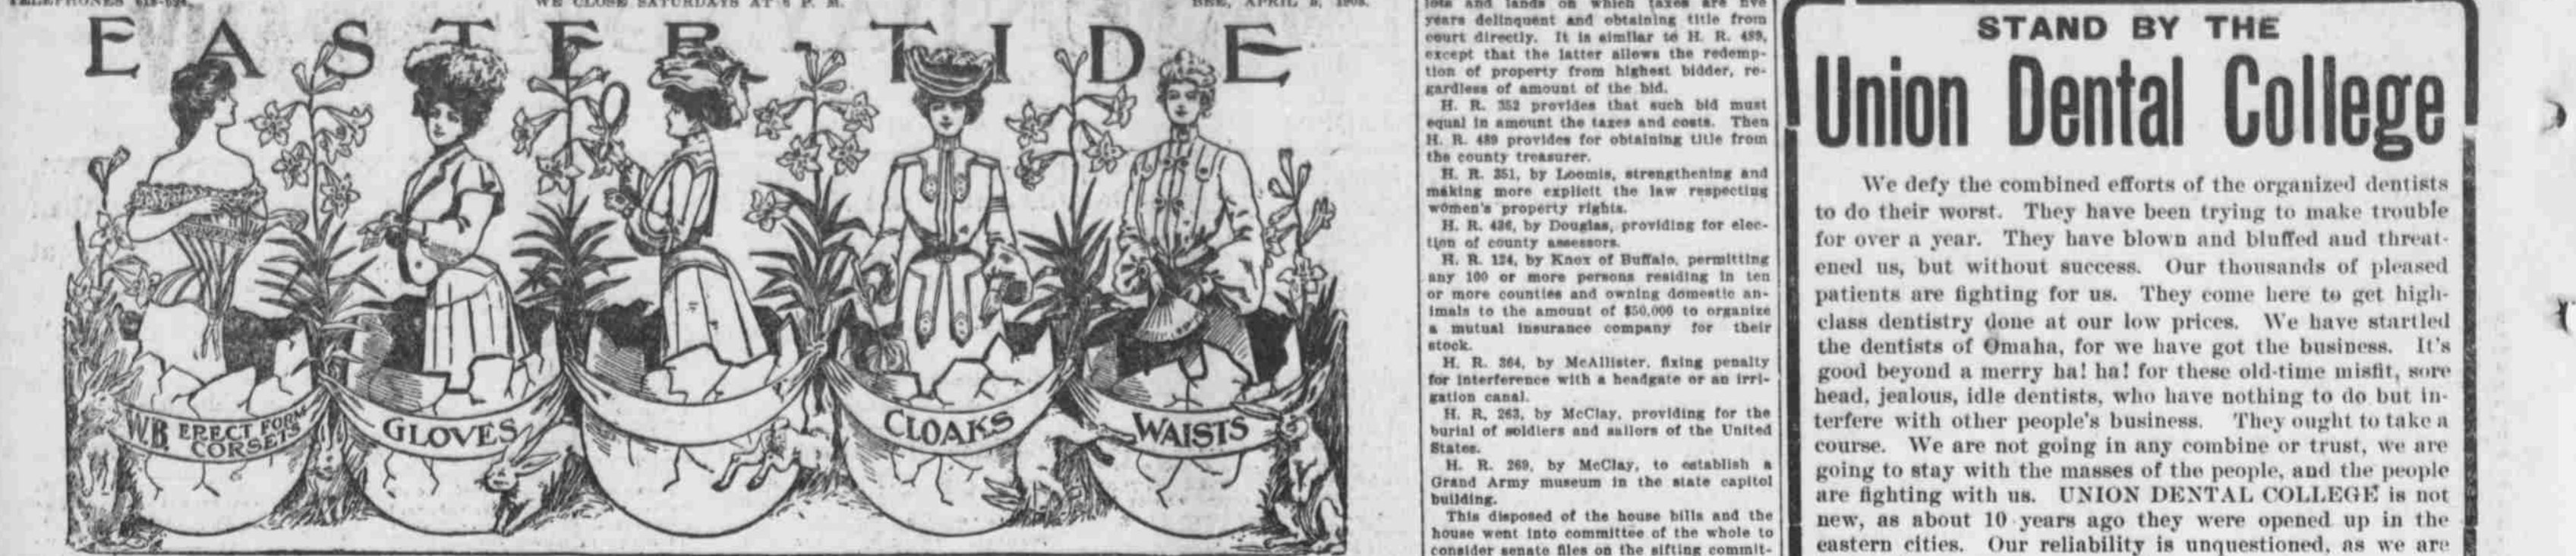 WE CLOSE SATURDAYS AT 6 P. M.
EASTER-TIDE
WB ERECT FORM
CORSETS
GLOVES
CLOAKS
WAISTS
lots and lands on which taxes are five
years delinquent and obtaining title from
court directly. It is similar to H. R. 489,
except that the latter allows the redemp-
tion of property from highest bidder, re-
gardless of amount of the bid.
H. R. 352 provides that such bid must
equal in amount the taxes and costs. Then
H. R. 489 provides for obtaining title from
the county treasurer.
H. R. 351, by Loomis, strengthening and
making more explicit the law respecting
women's property rights.
H. R. 436, by Douglas, providing for elec-
tion of county assessors.
H. R. 124, by Knox of Buffalo, permitting
any 100 or more persons residing in ten
or more counties and owning domestic an-
imals to the amount of $50,000 to organize
a mutual insurance company for their
stock.
H. R. 364, by McAllister, fixing penalty
for interference with a headgate or an irri-
gation canal.
H. R. 263, by McClay, providing for the
burial of soldiers and sailors of the United
States.
H. R. 269, by McClay, to establish a
Grand Army museum in the state capitol
building.
This disposed of the house bills and the
house went into committee of the whole to
consider senate files on the sifting commit-
STAND BY THE
Union Dental College
We defy the combined efforts of the organized dentists
to do their worst. They have been trying to make trouble
for over a year. They have blown and bluffed and threat-
ened us, but without success. Our thousands of pleased
patients are fighting for us. They come here to get high-
class dentistry done at our low prices. We have startled
the dentists of Omaha, for we have got the business. It's
good beyond a merry ha! ha! for these old-time misfit, sore
head, jealous, idle dentists, who have nothing to do but in-
terfere with other people's business. They ought to take a
course. We are not going in any combine or trust, we are
going to stay with the masses of the people, and the people
are fighting with us. UNION DENTAL COLLEGE is not
new, as about 10 years ago they were opened up in the
eastern cities. Our reliability is unquestioned, as we are